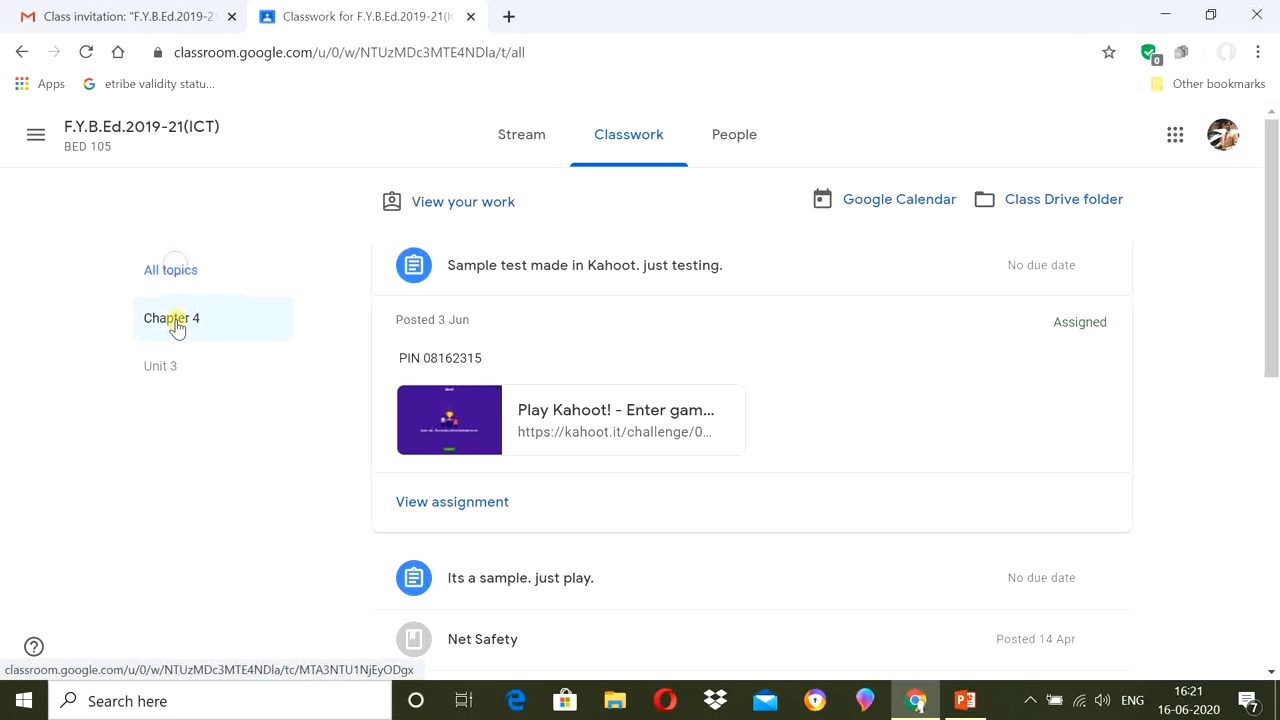 Class invitation: "F.Y.B.Ed.2019-2
Classwork for F.Y.B.Ed.2019-21(I
classroom.google.com/u/0/w/NTUzMDc3MTE4NDla/t/all
0
Apps
etribe validity statu...
Other bookmarks
F.Y.B.Ed.2019-21(ICT)
BED 105
Stream
Classwork
People
View your work
Google Calendar
Class Drive folder
All topics
Chapter 4
Unit 3
Sample test made in Kahoot. just testing.
No due date
Posted 3 Jun
Assigned
PIN 08162315
Play Kahoot! - Enter gam...
https://kahoot.it/challenge/0...
View assignment
Its a sample. just play.
No due date
Net Safety
Posted 14 Apr
classroom.google.com/u/0/w/NTUzMDc3MTE4NDla/tc/MTA3NTU1NjEyODgx
Search here
ENG
16:21
16-06-2020
7